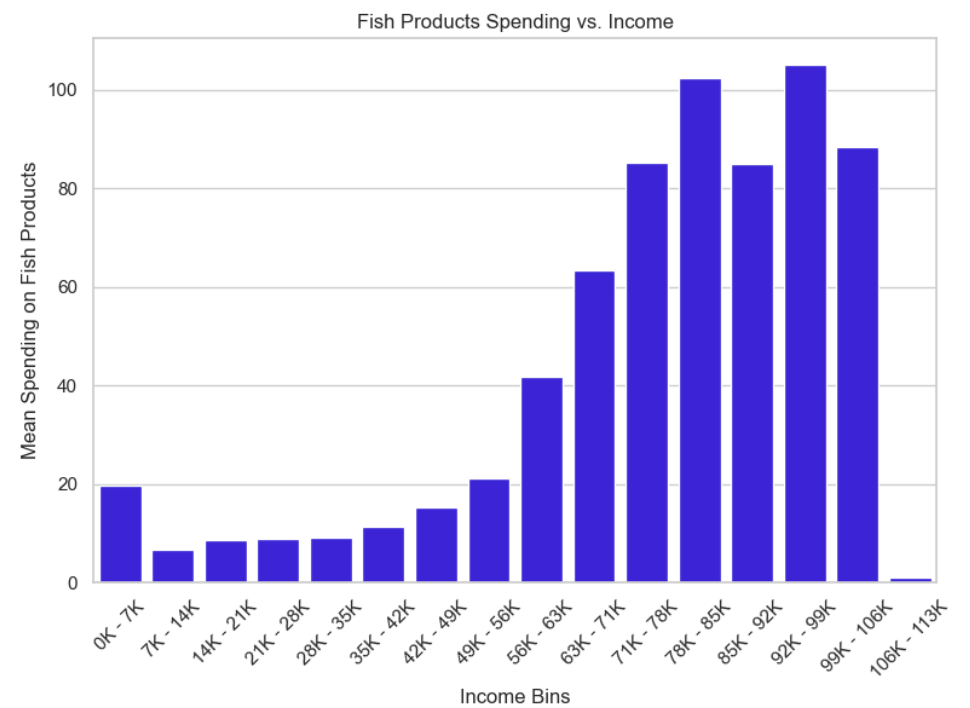 Fish Products Spending vs. Income
Mean Spending on Fish Products
100
80
60
40
20
0
0K - 7K
7K - 14K
14K - 21K
21K - 28K
28K - 35K
35K - 42K
42K - 49K
49K - 56K
56K - 63K
63K - 71K
71K - 78K
78K - 85K
85K - 92K
92K - 99K
99K - 106K
106K - 113K
Income Bins